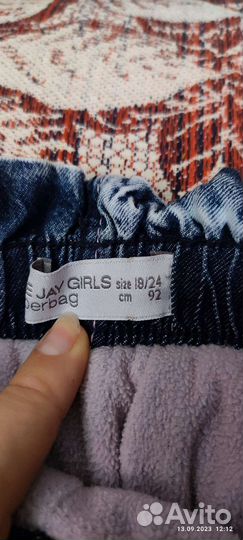 E JAY GIRLS size 18/24
erbag cm 92
Avito
13.09.2023 12:12